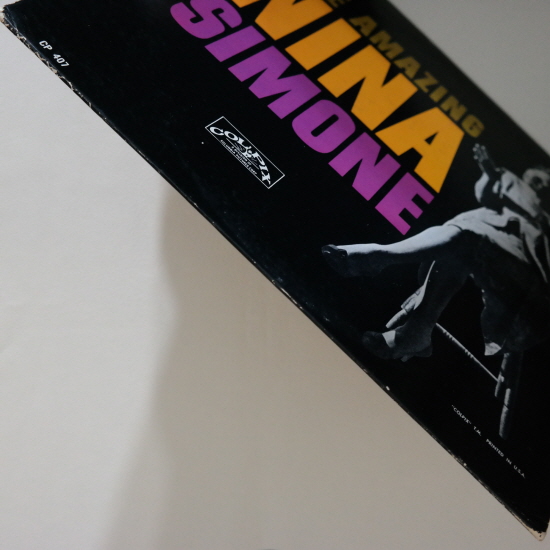 E AMAZING
NINA
SIMONE
CP 407
COLPIX
"COLPIX" T.M. PRINTED IN U.S.A.